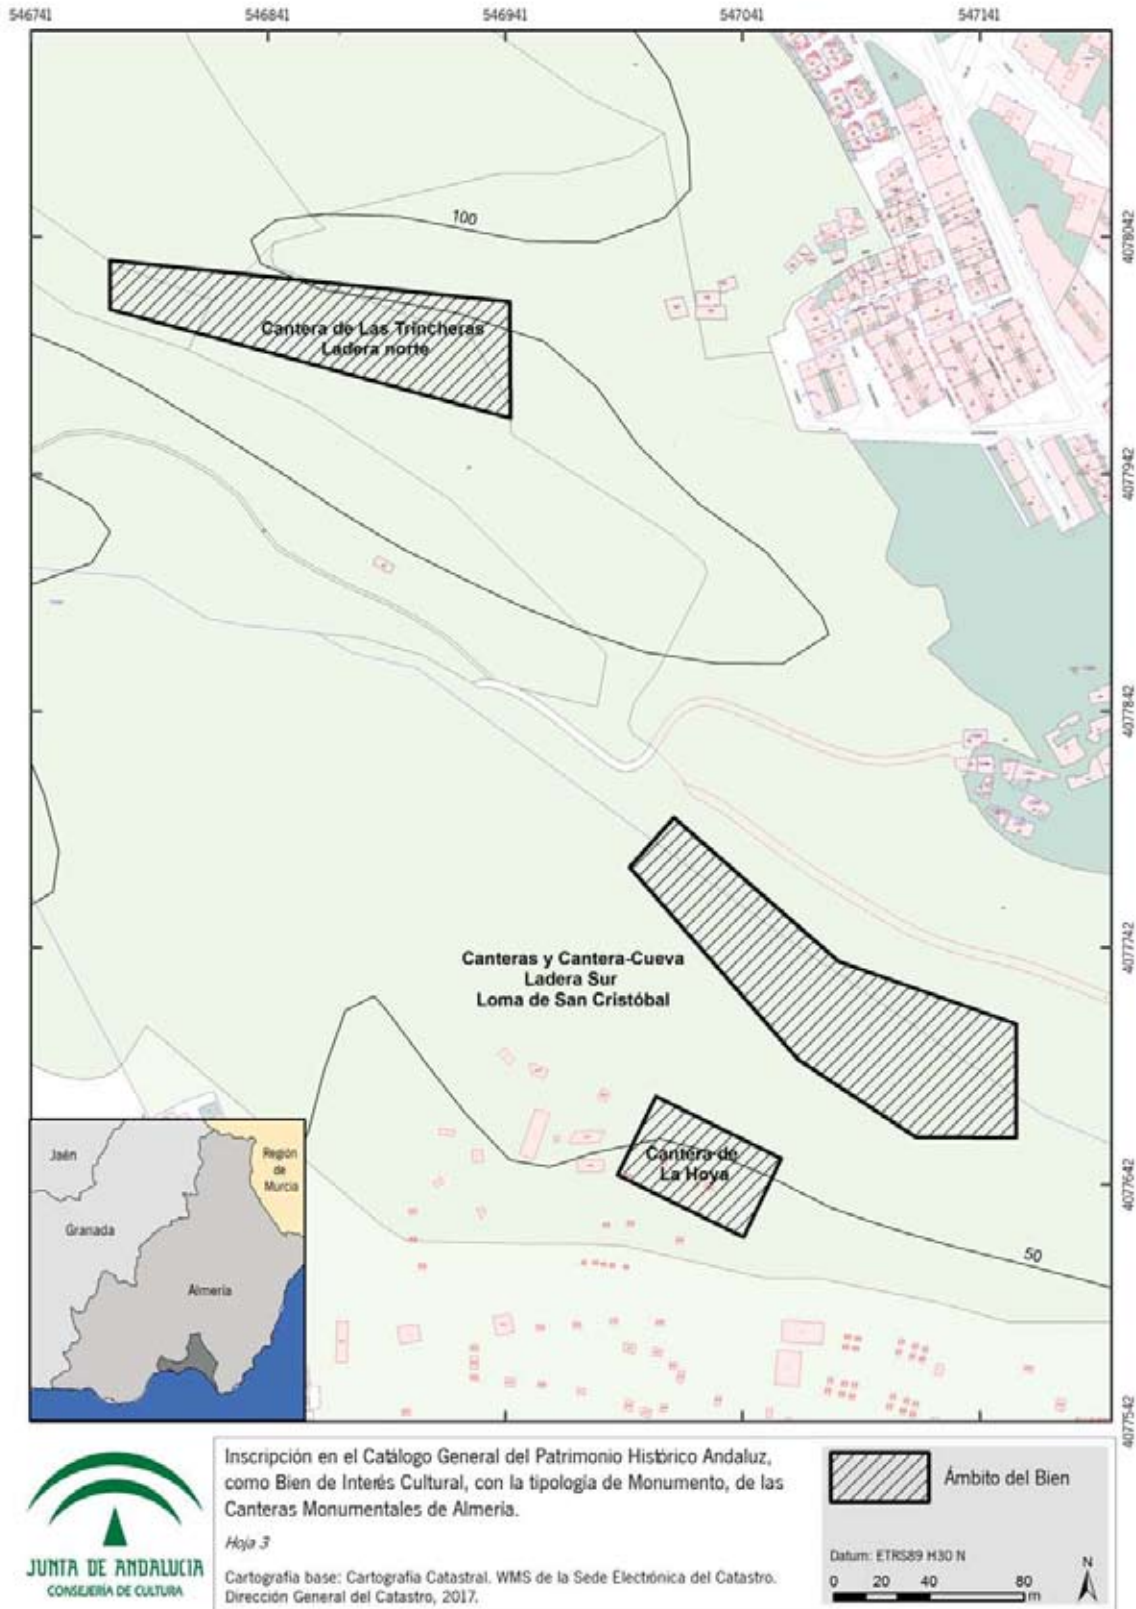 546741
546841
546941
547041
547141
4078042
4077942
4077842
4077742
4077642
4077542
100
Cantera de Las Trincheras
Ladera norte
Canteras y Cantera-Cueva
Ladera Sur
Loma de San Cristóbal
Cantera de
La Hoya
50
Jaén
Región
de
Murcia
Granada
Almería
JUNTA DE ANDALUCIA
CONSEJERÍA DE CULTURA
Inscripción en el Catálogo General del Patrimonio Histórico Andaluz,
como Bien de Interés Cultural, con la tipología de Monumento, de las
Canteras Monumentales de Almería.
Hoja 3
Cartografía base: Cartografía Catastral. WMS de la Sede Electrónica del Catastro.
Dirección General del Catastro, 2017.
Ámbito del Bien
Datum: ETRS89 H30 N
N
0 20 40 80
m